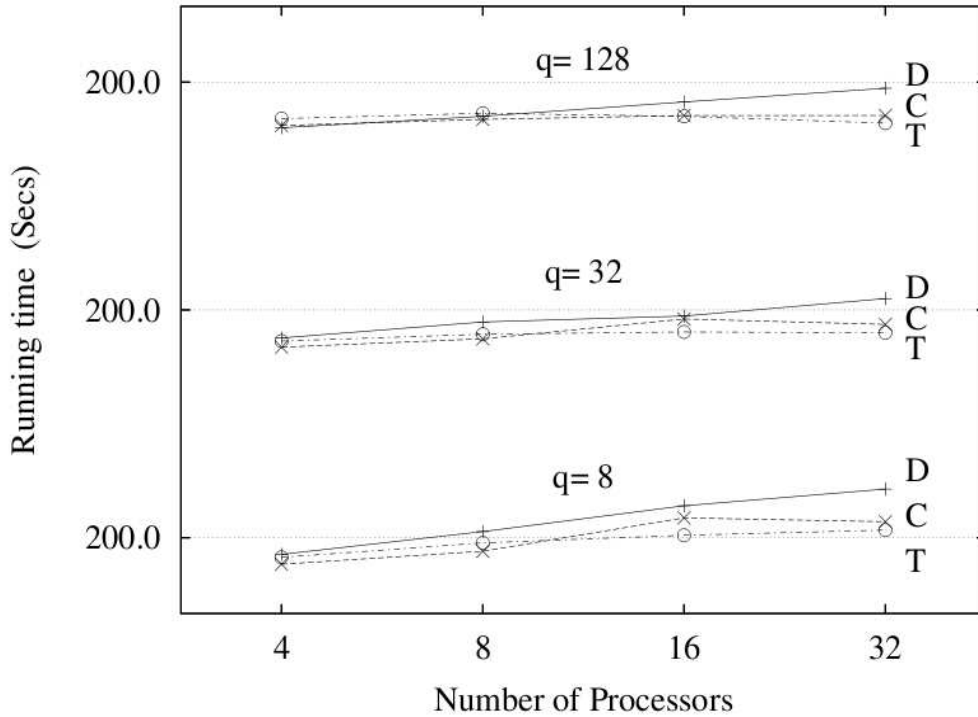 q= 128
200.0
D
C
T
q= 32
200.0
D
C
T
q= 8
200.0
D
C
T
Running time (Secs)
4 8 16 32
Number of Processors